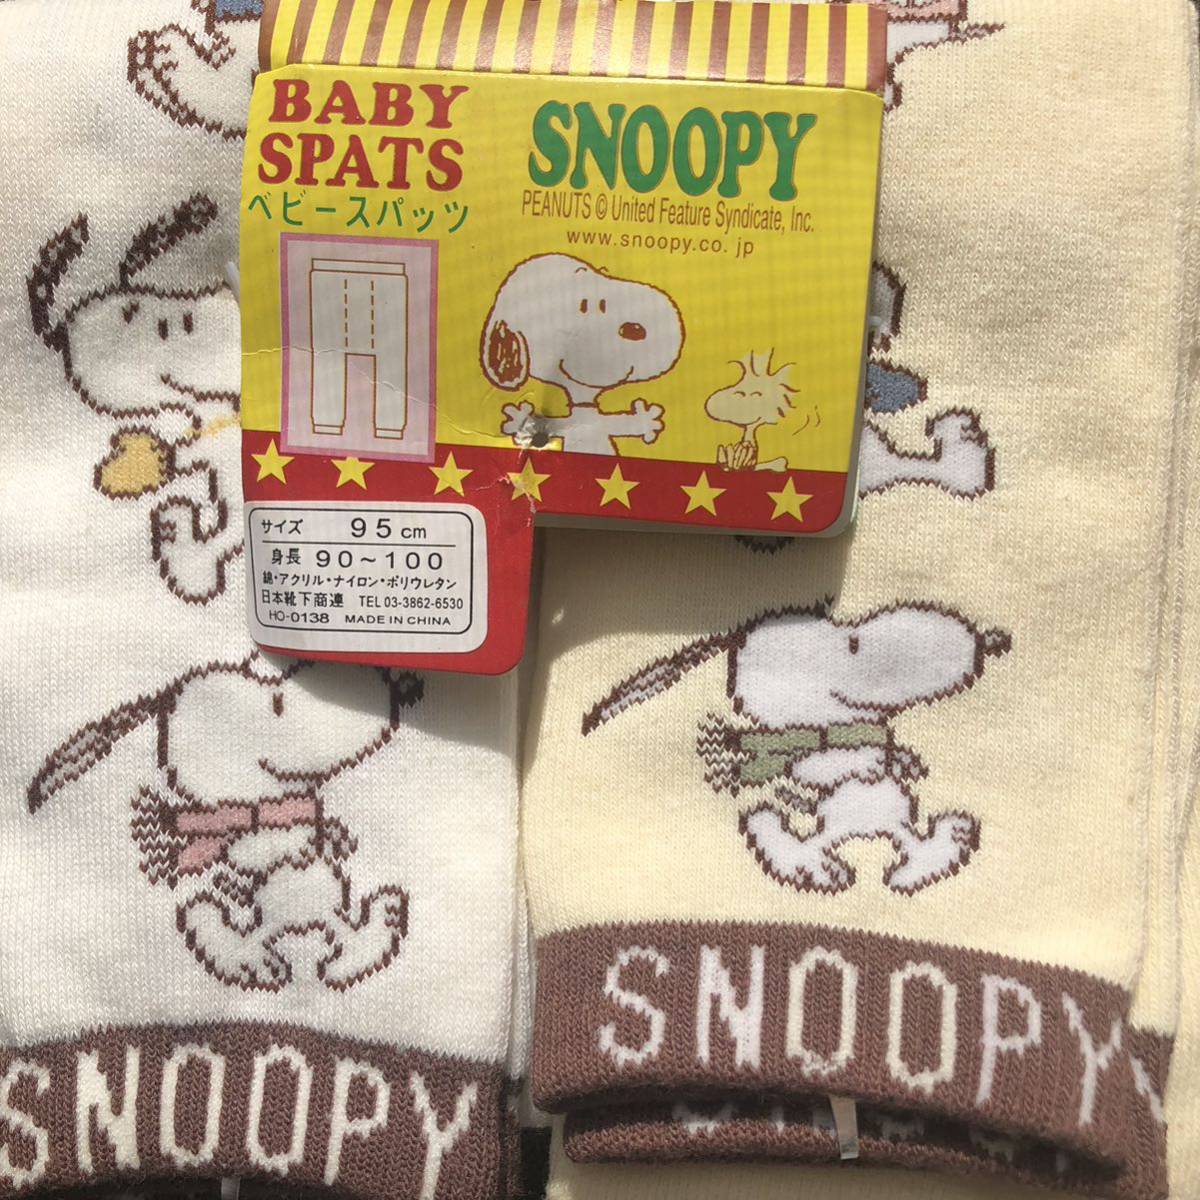 BABY
SPATS
ベビースパッツ
SNOOPY
PEANUTS © United Feature Syndicate, Inc.
www.snoopy.co.jp
サイズ 95cm
身長 90~100
綿・アクリル・ナイロン・ポリウレタン
日本靴下商連 TEL 03-3862-6530
HO-0138 MADE IN CHINA
SNOOPY
SNOOPY